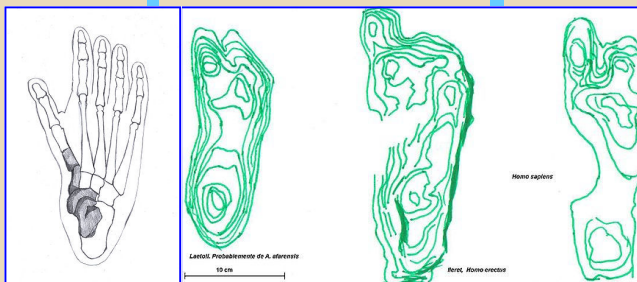 Homo sapiens
Laetoli. Probablemente de A. afarensis
10 cm
Ileret, Homo erectus